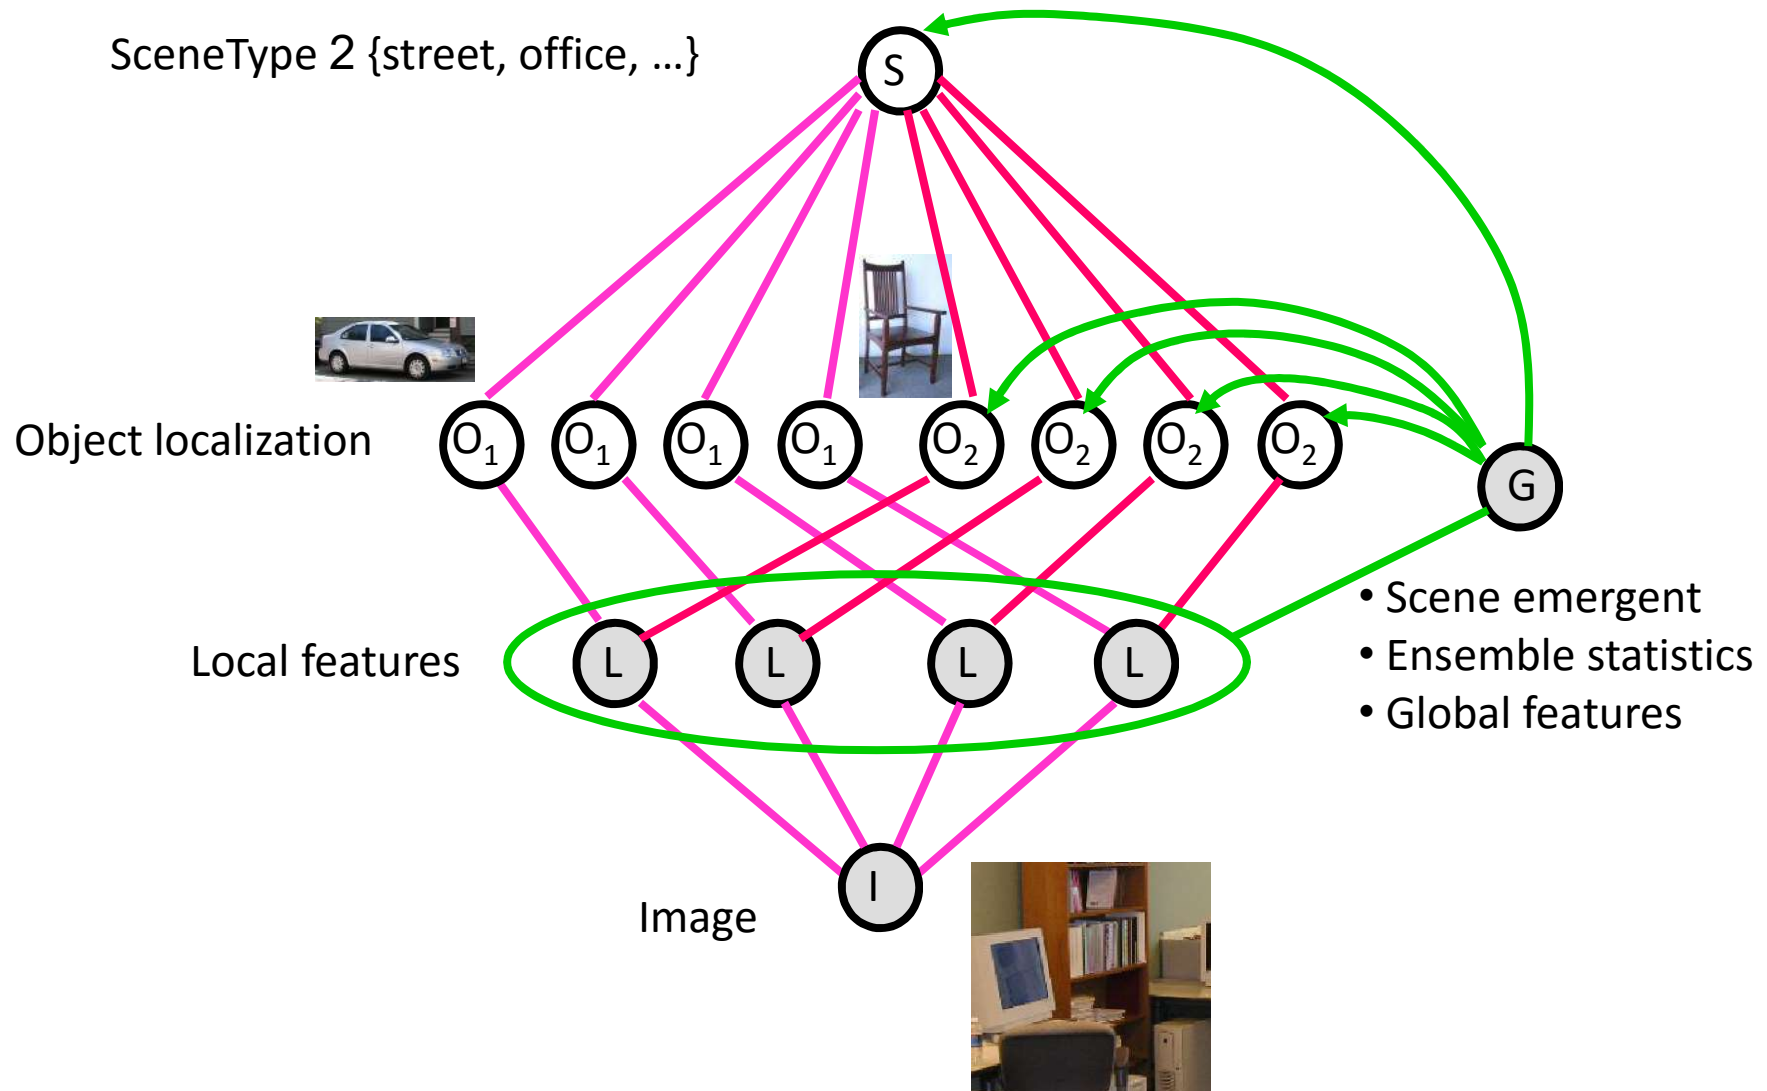 SceneType 2 {street, office, …}
S
Object localization
O1 O1 O1 O1 O2 O2 O2 O2
G
• Scene emergent
• Ensemble statistics
• Global features
Local features
L L L L
I
Image